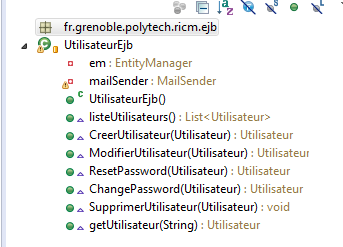 fr.grenoble.polytech.ricm.ejb
UtilisateurEjb
em : EntityManager
mailSender : MailSender
UtilisateurEjb()
listeUtilisateurs() : List<Utilisateur>
CreerUtilisateur(Utilisateur) : Utilisateur
ModifierUtilisateur(Utilisateur) : Utilisateur
ResetPassword(Utilisateur) : Utilisateur
ChangePassword(Utilisateur) : Utilisateur
SupprimerUtilisateur(Utilisateur) : void
getUtilisateur(String) : Utilisateur